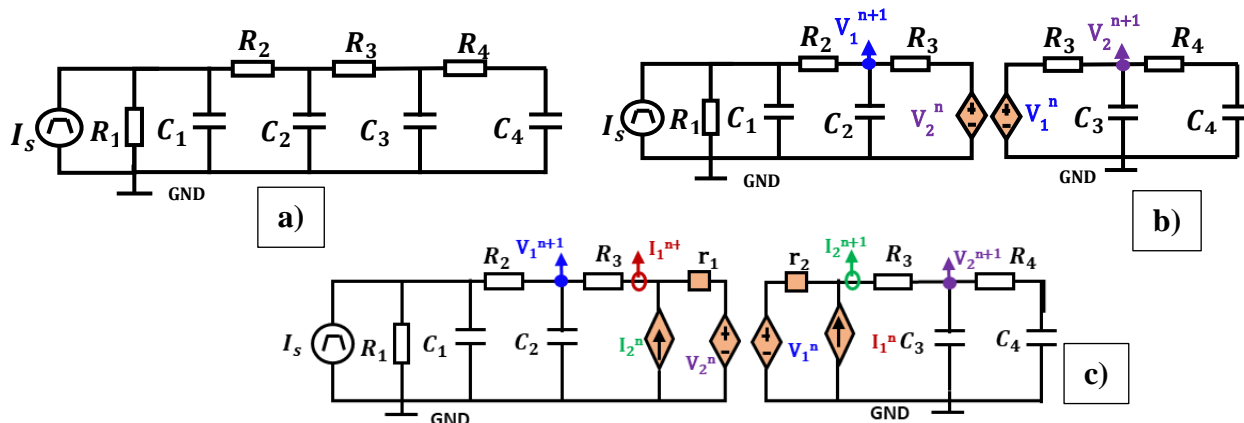 R₂ R₃ R₄
Iₛ R₁ C₁ C₂ C₃ C₄
GND
a)
R₂ V₁ⁿ⁺¹ R₃ R₃ V₂ⁿ⁺¹ R₄
Iₛ R₁ C₁ C₂ V₂ⁿ V₁ⁿ C₃ C₄
GND GND
b)
R₂ V₁ⁿ⁺¹ R₃ I₁ⁿ⁺ r₁ r₂ I₂ⁿ⁺¹ R₃ V₂ⁿ⁺¹ R₄
Iₛ R₁ C₁ C₂ I₂ⁿ V₂ⁿ V₁ⁿ I₁ⁿ C₃ C₄
GND GND
c)